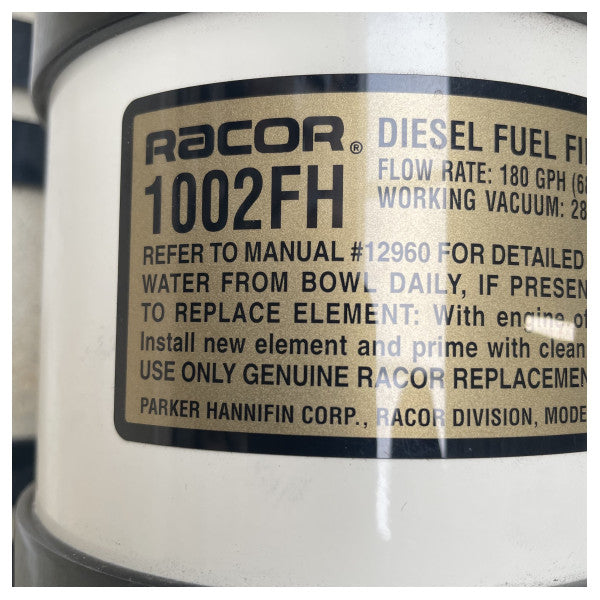 RACOR® DIESEL FUEL
1002FH FLOW RATE: 180 GPH
WORKING VACUUM: 28
REFER TO MANUAL #12960 FOR DETAILED
WATER FROM BOWL DAILY, IF PRESEN
TO REPLACE ELEMENT: With engine of
Install new element and prime with clean
USE ONLY GENUINE RACOR REPLACEMEN
PARKER HANNIFIN CORP., RACOR DIVISION, MODE